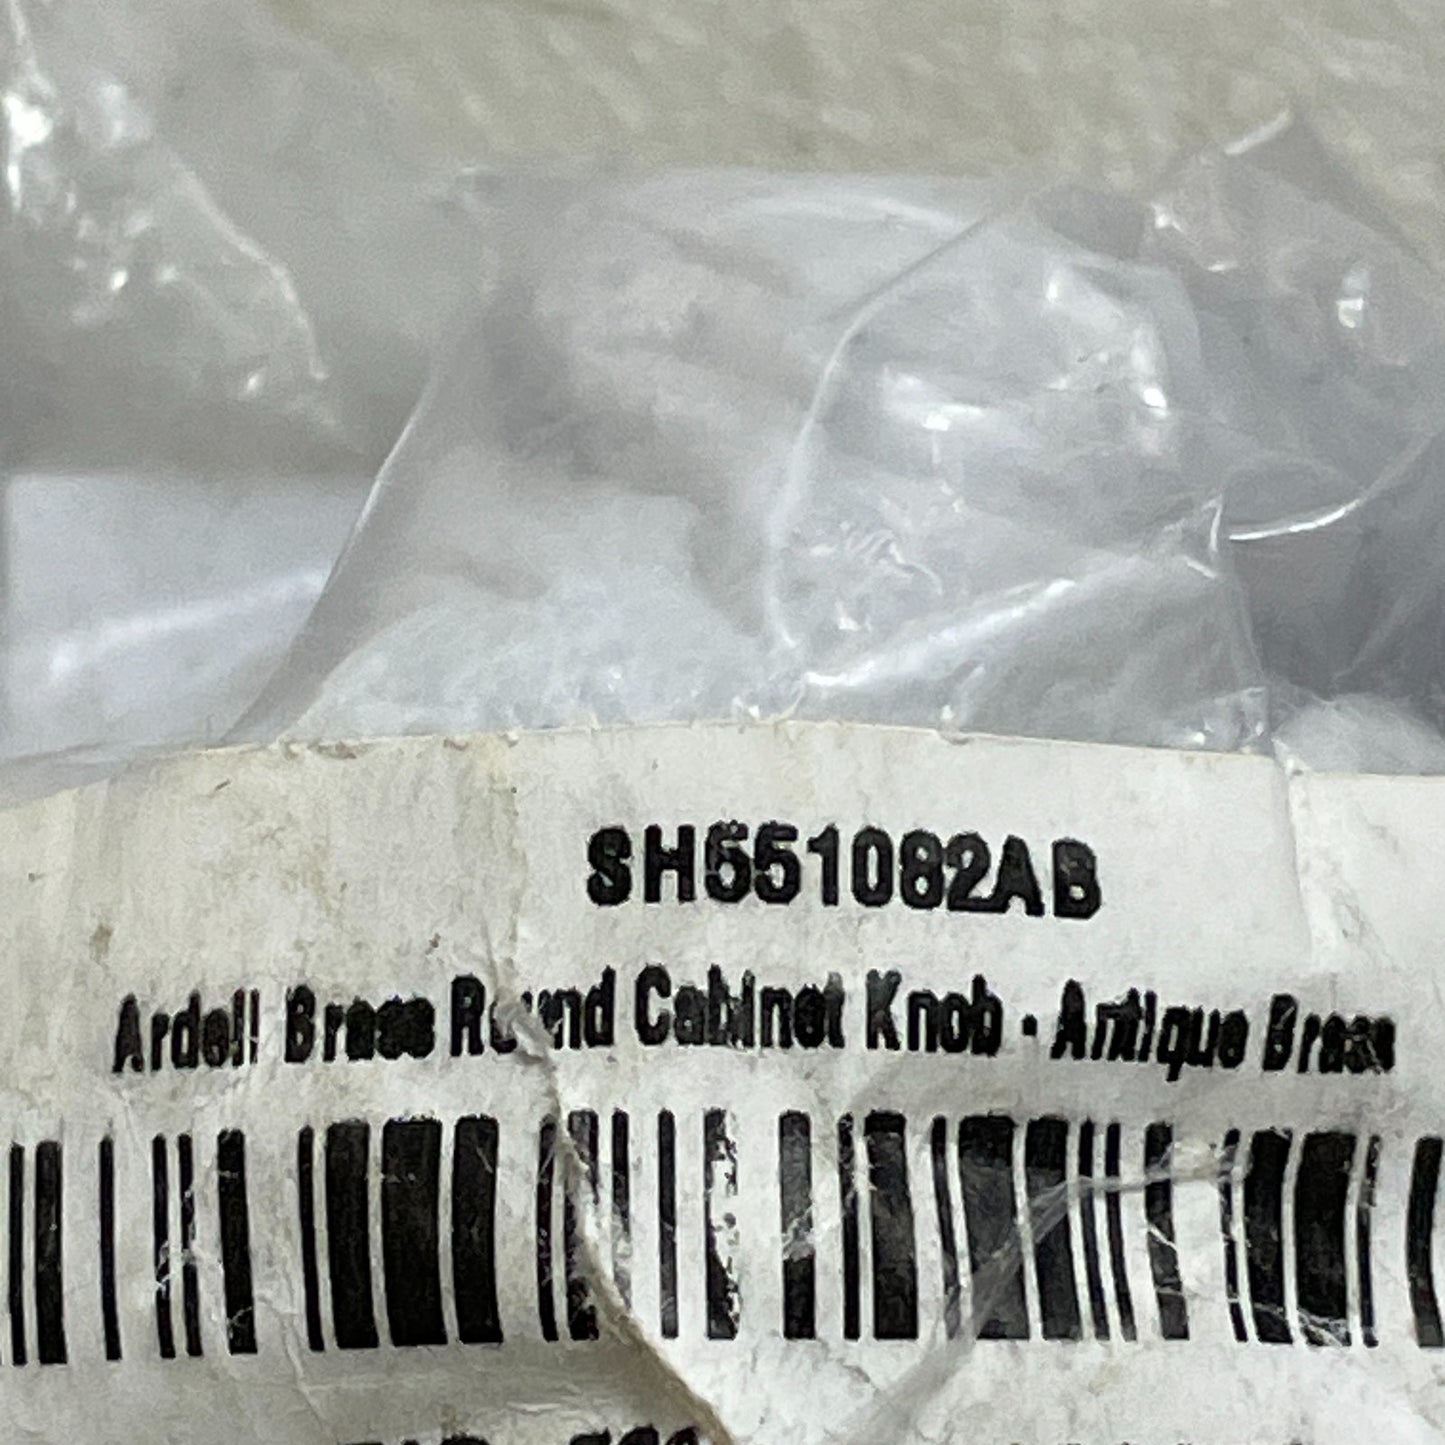 SH551082AB
Ardell Brass Round Cabinet Knob - Antique Brass